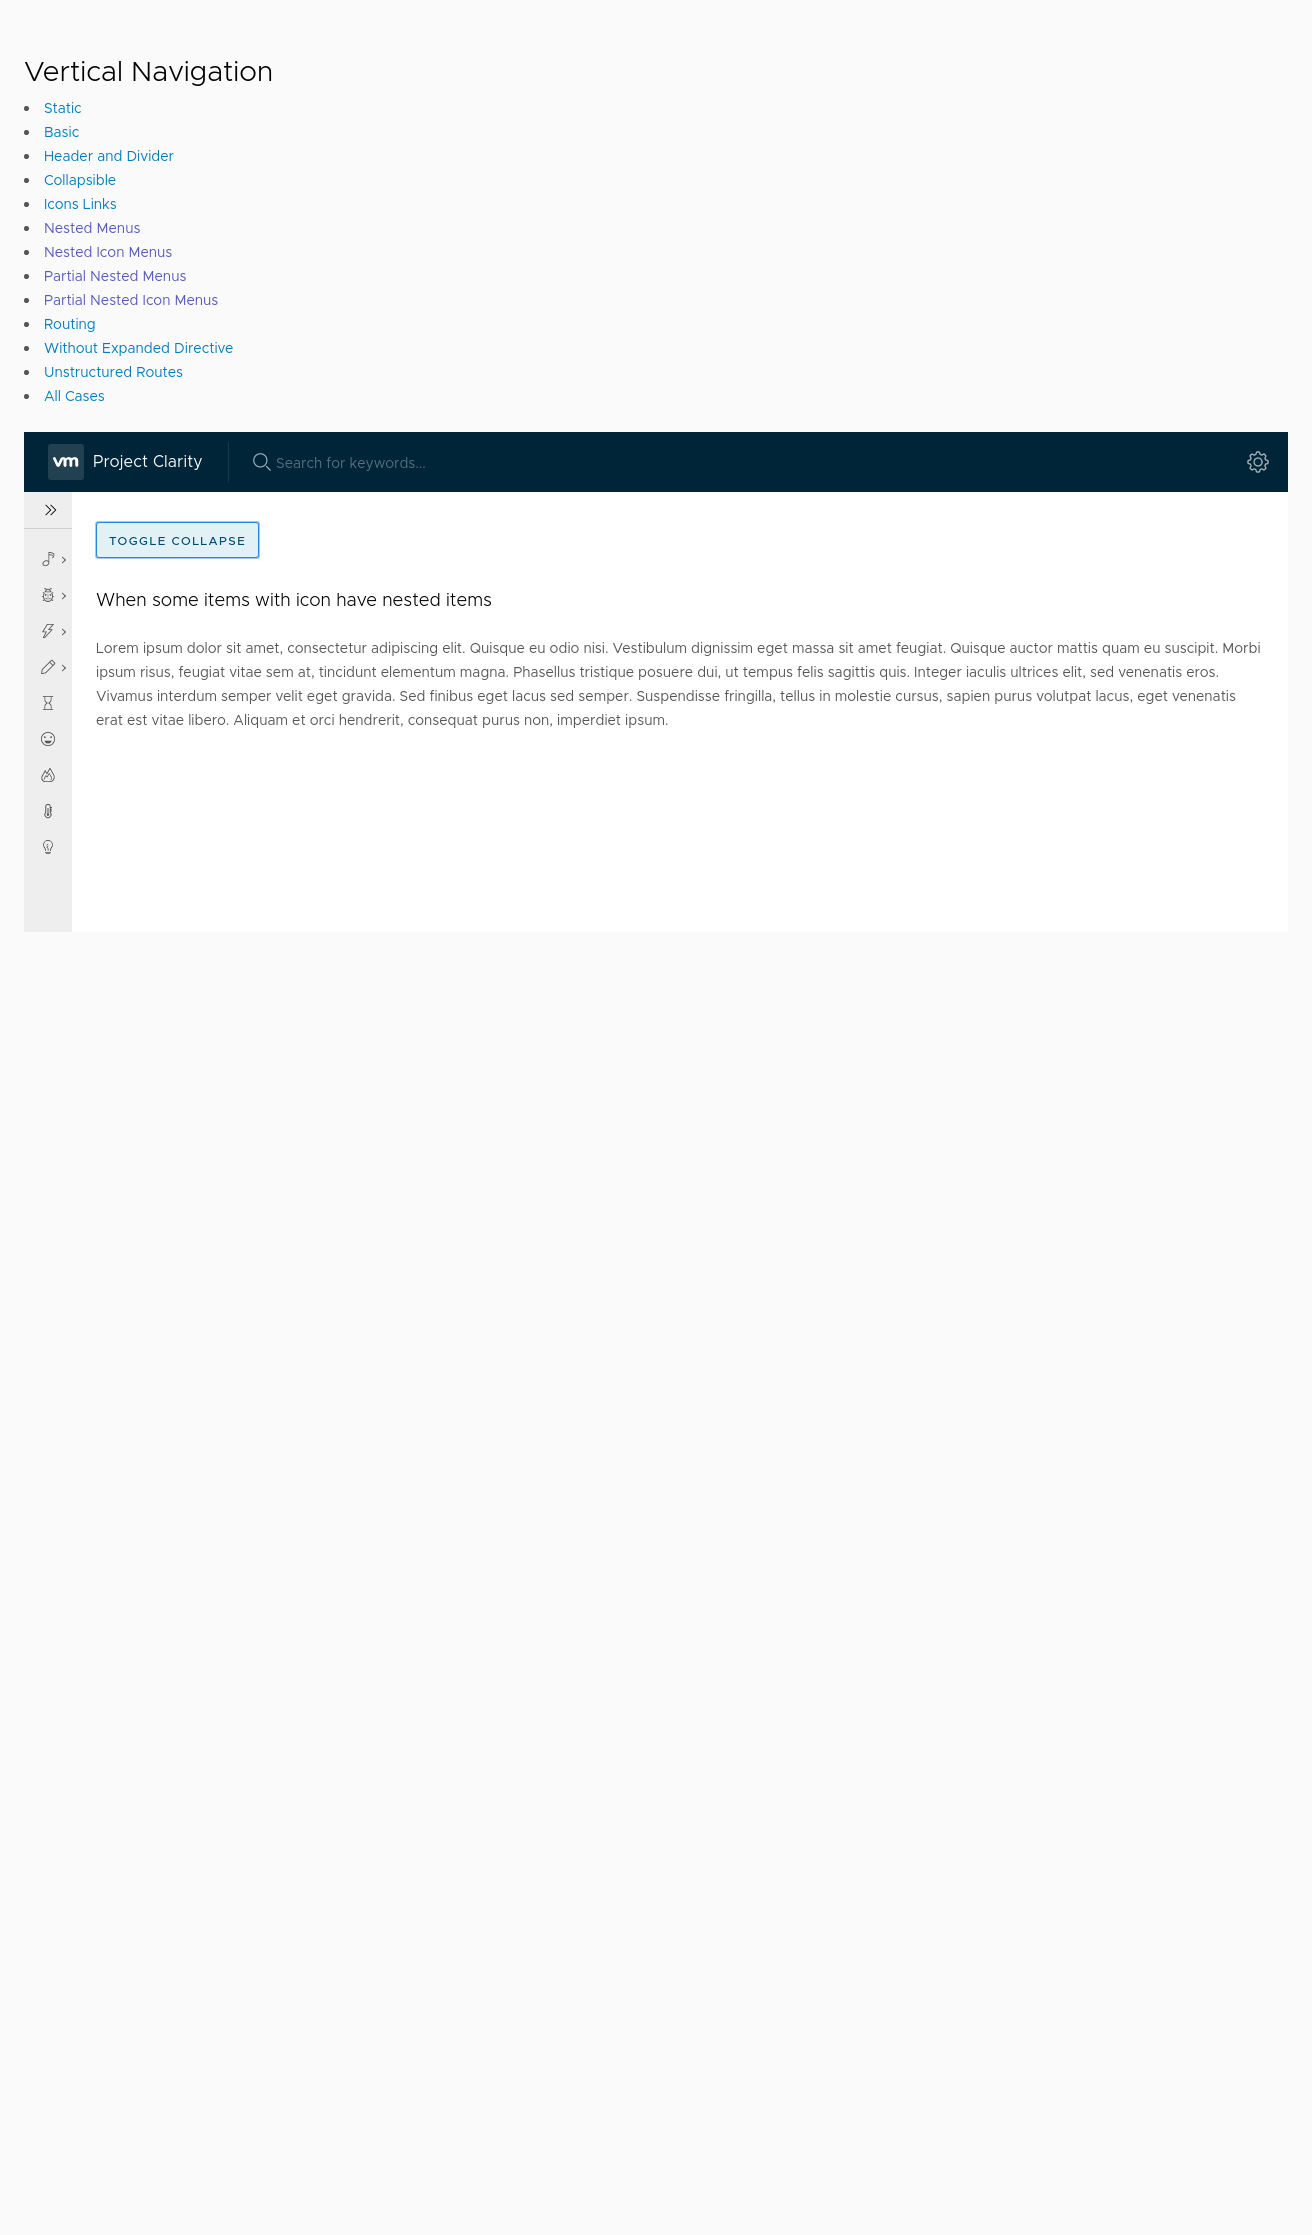 Vertical Navigation
Static
Basic
Header and Divider
Collapsible
Icons Links
Nested Menus
Nested Icon Menus
Partial Nested Menus
Partial Nested Icon Menus
Routing
Without Expanded Directive
Unstructured Routes
All Cases
vm Project Clarity Search for keywords...
TOGGLE COLLAPSE
When some items with icon have nested items
Lorem ipsum dolor sit amet, consectetur adipiscing elit. Quisque eu odio nisi. Vestibulum dignissim eget massa sit amet feugiat. Quisque auctor mattis quam eu suscipit. Morbi
ipsum risus, feugiat vitae sem at, tincidunt elementum magna. Phasellus tristique posuere dui, ut tempus felis sagittis quis. Integer iaculis ultrices elit, sed venenatis eros.
Vivamus interdum semper velit eget gravida. Sed finibus eget lacus sed semper. Suspendisse fringilla, tellus in molestie cursus, sapien purus volutpat lacus, eget venenatis
erat est vitae libero. Aliquam et orci hendrerit, consequat purus non, imperdiet ipsum.